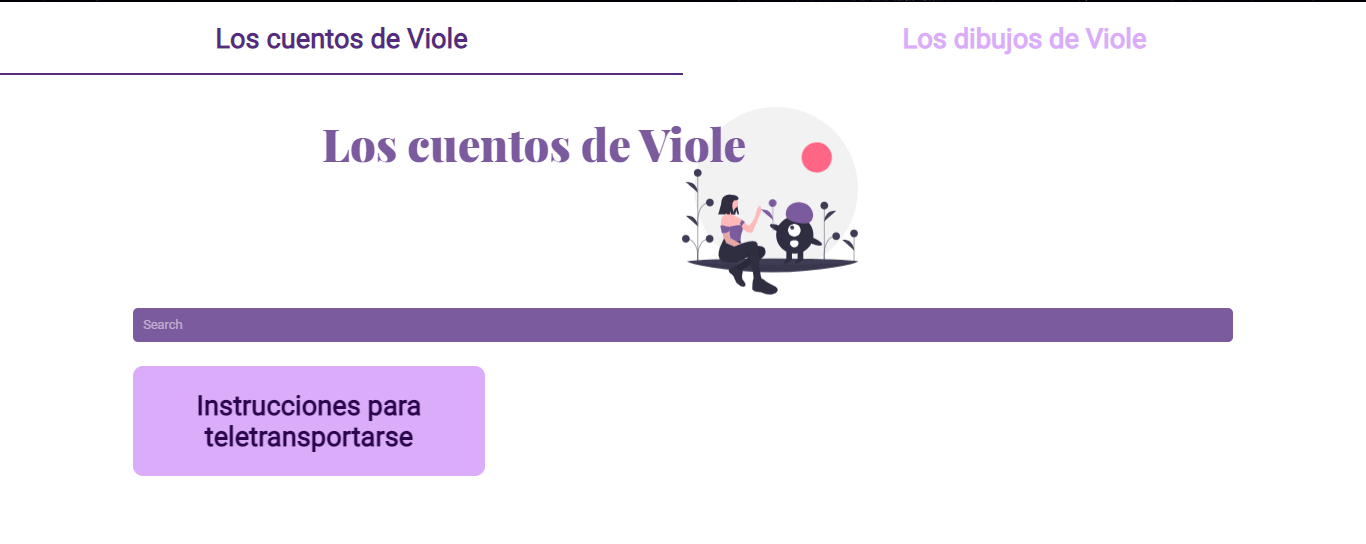 Los cuentos de Viole
Los dibujos de Viole
Los cuentos de Viole
Search
Instrucciones para
teletransportarse